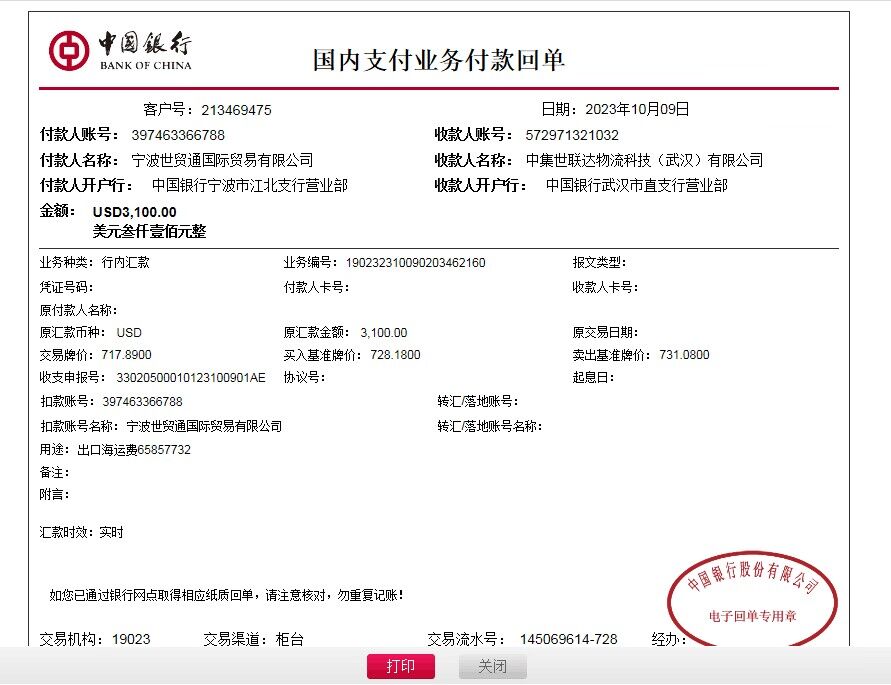 中国银行
BANK OF CHINA
国内支付业务付款回单
客户号：213469475 日期：2023年10月09日
付款人账号：397463366788 收款人账号：572971321032
付款人名称：宁波世贸通国际贸易有限公司 收款人名称：中集世联达物流科技（武汉）有限公司
付款人开户行：中国银行宁波市江北支行营业部 收款人开户行：中国银行武汉市直支行营业部
金额：USD3,100.00
美元叁仟壹佰元整
业务种类：行内汇款 业务编号：190232310090203462160 报文类型：
凭证号码： 付款人卡号： 收款人卡号：
原付款人名称：
原汇款币种：USD 原汇款金额：3,100.00 原交易日期：
交易牌价：717.8900 买入基准牌价：728.1800 卖出基准牌价：731.0800
收支申报号：33020500010123100901AE 协议号： 起息日：
扣款账号：397463366788 转汇/落地账号：
扣款账号名称：宁波世贸通国际贸易有限公司 转汇/落地账号名称：
用途：出口海运费65857732
备注：
附言：
汇款时效：实时
中国银行股份有限公司
电子回单专用章
如您已通过银行网点取得相应纸质回单，请注意核对，勿重复记账！
交易机构：19023 交易渠道：柜台 交易流水号：145069614-728 经办：
打印 关闭